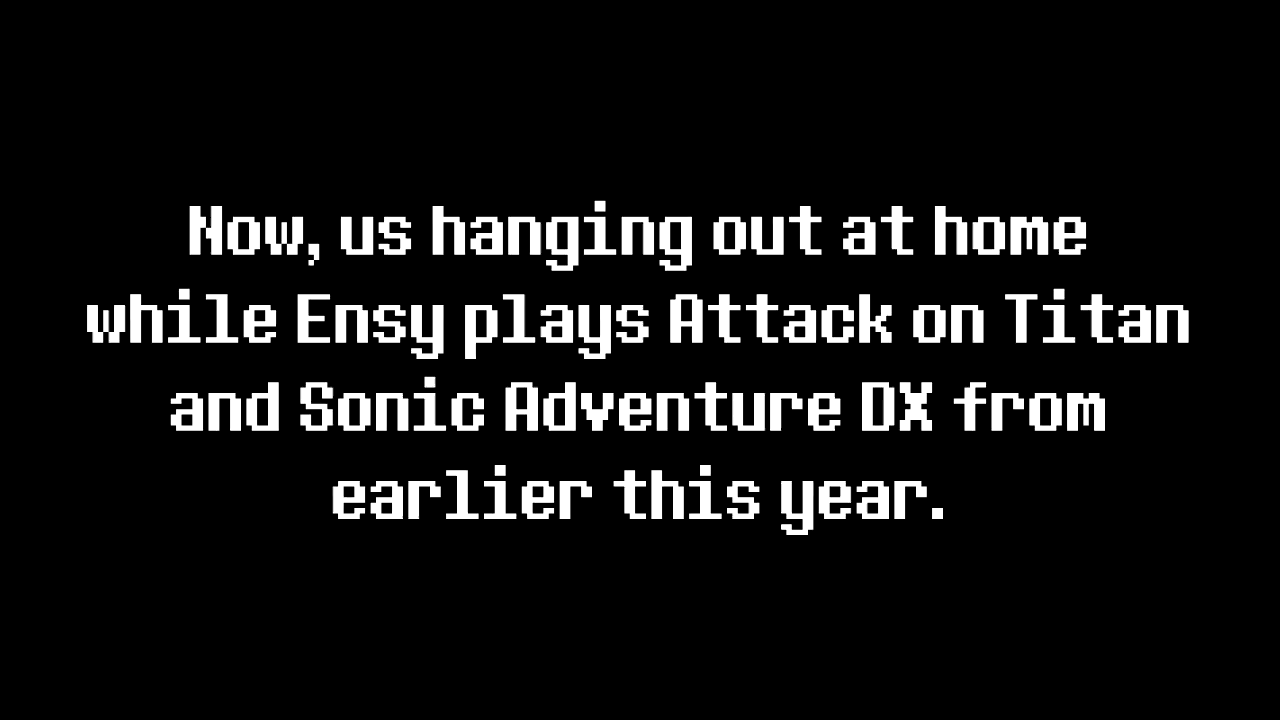 Now, us hanging out at home
while Ensy plays Attack on Titan
and Sonic Adventure DX from
earlier this year.